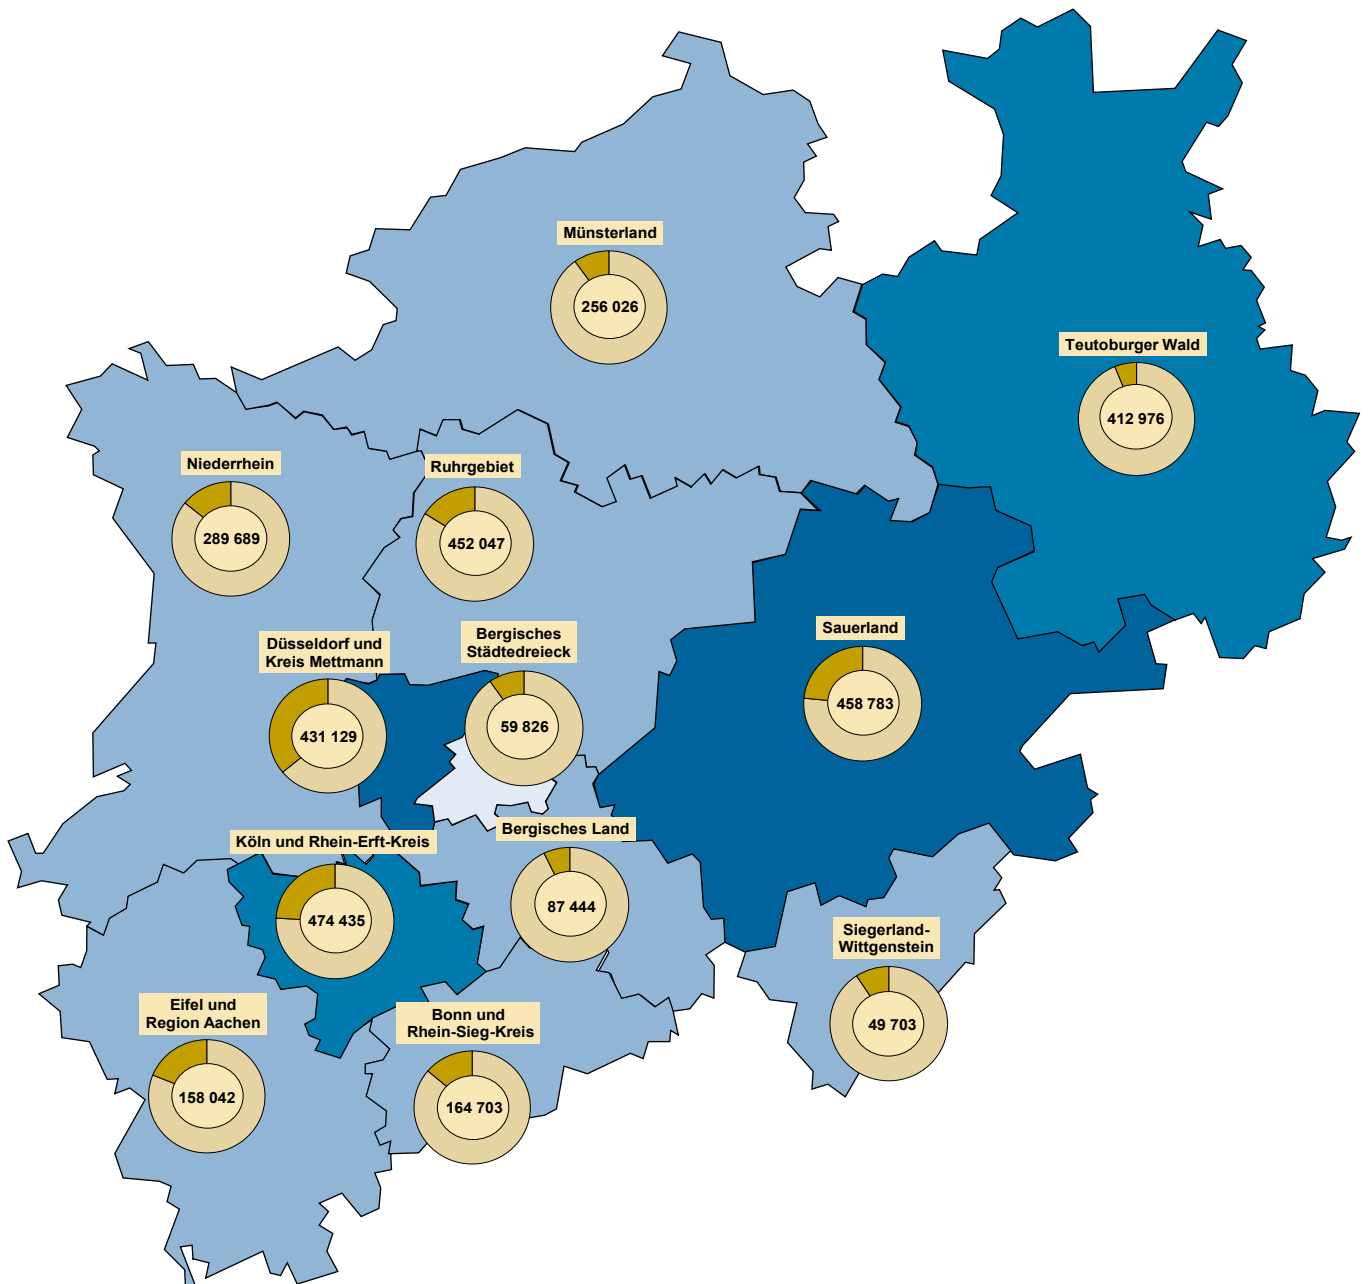 Münsterland
256 026
Teutoburger Wald
412 976
Niederrhein
289 689
Ruhrgebiet
452 047
Düsseldorf und
Kreis Mettmann
431 129
Bergisches
Städtedreieck
59 826
Sauerland
458 783
Köln und Rhein-Erft-Kreis
474 435
Bergisches Land
87 444
Siegerland-
Wittgenstein
49 703
Eifel und
Region Aachen
158 042
Bonn und
Rhein-Sieg-Kreis
164 703